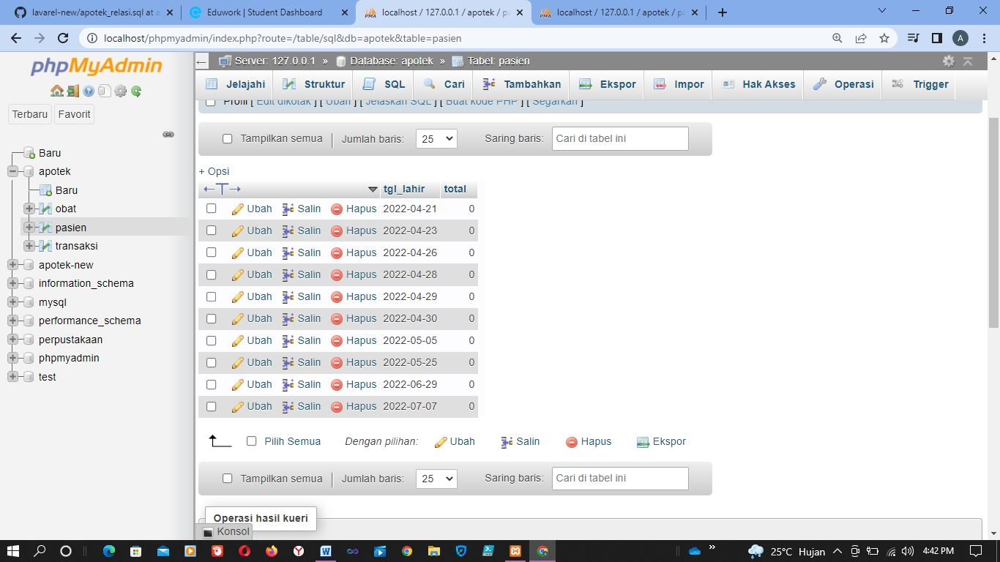 lavarel-new/apotek_relasi.sql at a
Eduwork | Student Dashboard
localhost / 127.0.0.1 / apotek / pa
localhost / 127.0.0.1 / apotek / pa
localhost/phpmyadmin/index.php?route=/table/sql&db=apotek&table=pasien
A
phpMyAdmin
Terbaru
Favorit
Baru
apotek
Baru
obat
pasien
transaksi
apotek-new
information_schema
mysql
performance_schema
perpustakaan
phpmyadmin
test
Server: 127.0.0.1 » Database: apotek » Tabel: pasien
Jelajahi Struktur SQL Cari Tambahkan Ekspor Impor Hak Akses Operasi Trigger
Profil [ Edit dikotak ] [ Ubah ] [ Jelaskan SQL ] [ Buat kode PHP ] [ Segarkan ]
Tampilkan semua | Jumlah baris: 25 Saring baris: Cari di tabel ini
+ Opsi
←T→ tgl_lahir total
Ubah Salin Hapus 2022-04-21 0
Ubah Salin Hapus 2022-04-23 0
Ubah Salin Hapus 2022-04-26 0
Ubah Salin Hapus 2022-04-28 0
Ubah Salin Hapus 2022-04-29 0
Ubah Salin Hapus 2022-04-30 0
Ubah Salin Hapus 2022-05-05 0
Ubah Salin Hapus 2022-05-25 0
Ubah Salin Hapus 2022-06-29 0
Ubah Salin Hapus 2022-07-07 0
Pilih Semua Dengan pilihan: Ubah Salin Hapus Ekspor
Tampilkan semua | Jumlah baris: 25 Saring baris: Cari di tabel ini
Operasi hasil kueri
Konsol
25°C Hujan 4:42 PM